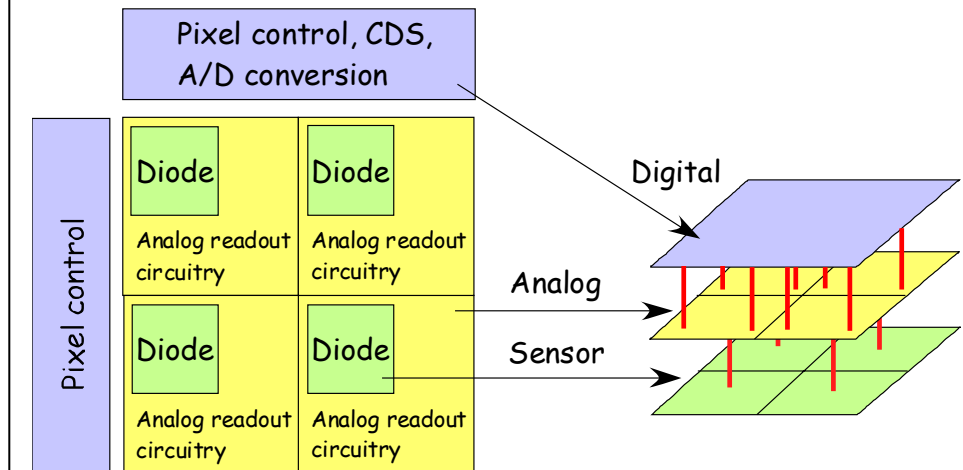 Pixel control, CDS,
A/D conversion
Pixel control
Diode
Diode
Analog readout
circuitry
Analog readout
circuitry
Diode
Diode
Analog readout
circuitry
Analog readout
circuitry
Digital
Analog
Sensor